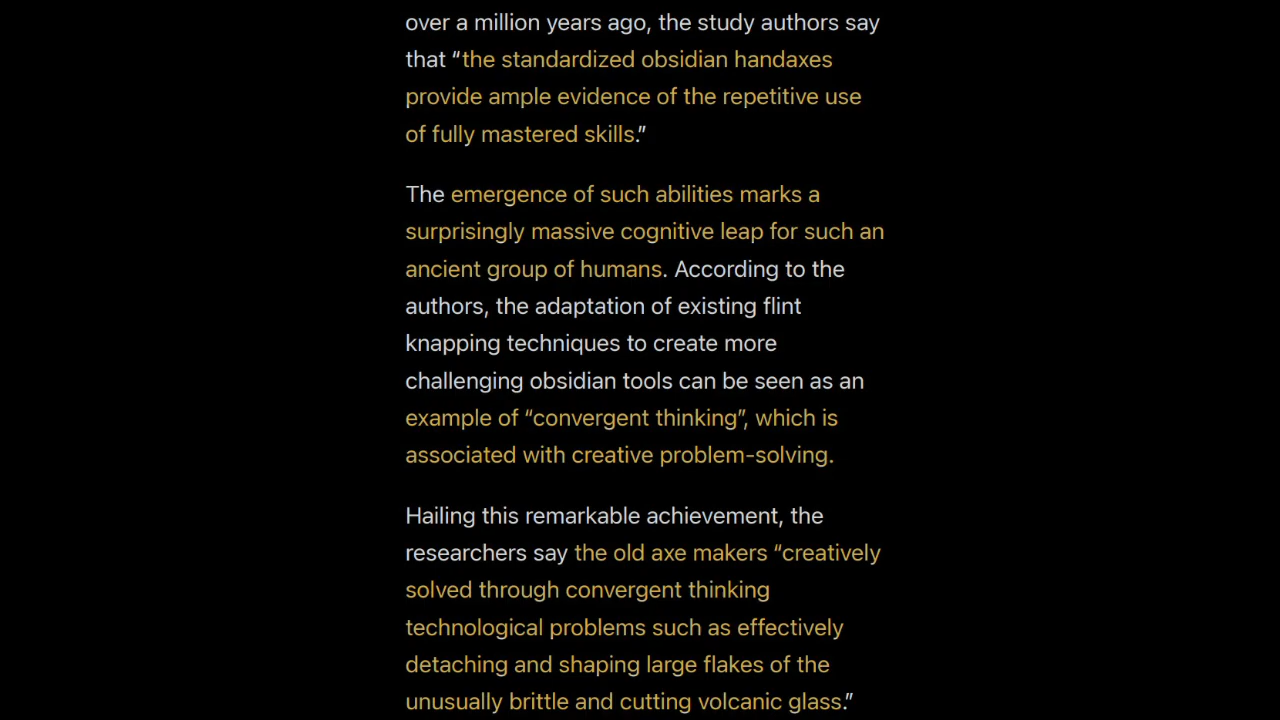 over a million years ago, the study authors say
that “the standardized obsidian handaxes
provide ample evidence of the repetitive use
of fully mastered skills.”
The emergence of such abilities marks a
surprisingly massive cognitive leap for such an
ancient group of humans. According to the
authors, the adaptation of existing flint
knapping techniques to create more
challenging obsidian tools can be seen as an
example of “convergent thinking”, which is
associated with creative problem-solving.
Hailing this remarkable achievement, the
researchers say the old axe makers “creatively
solved through convergent thinking
technological problems such as effectively
detaching and shaping large flakes of the
unusually brittle and cutting volcanic glass.”